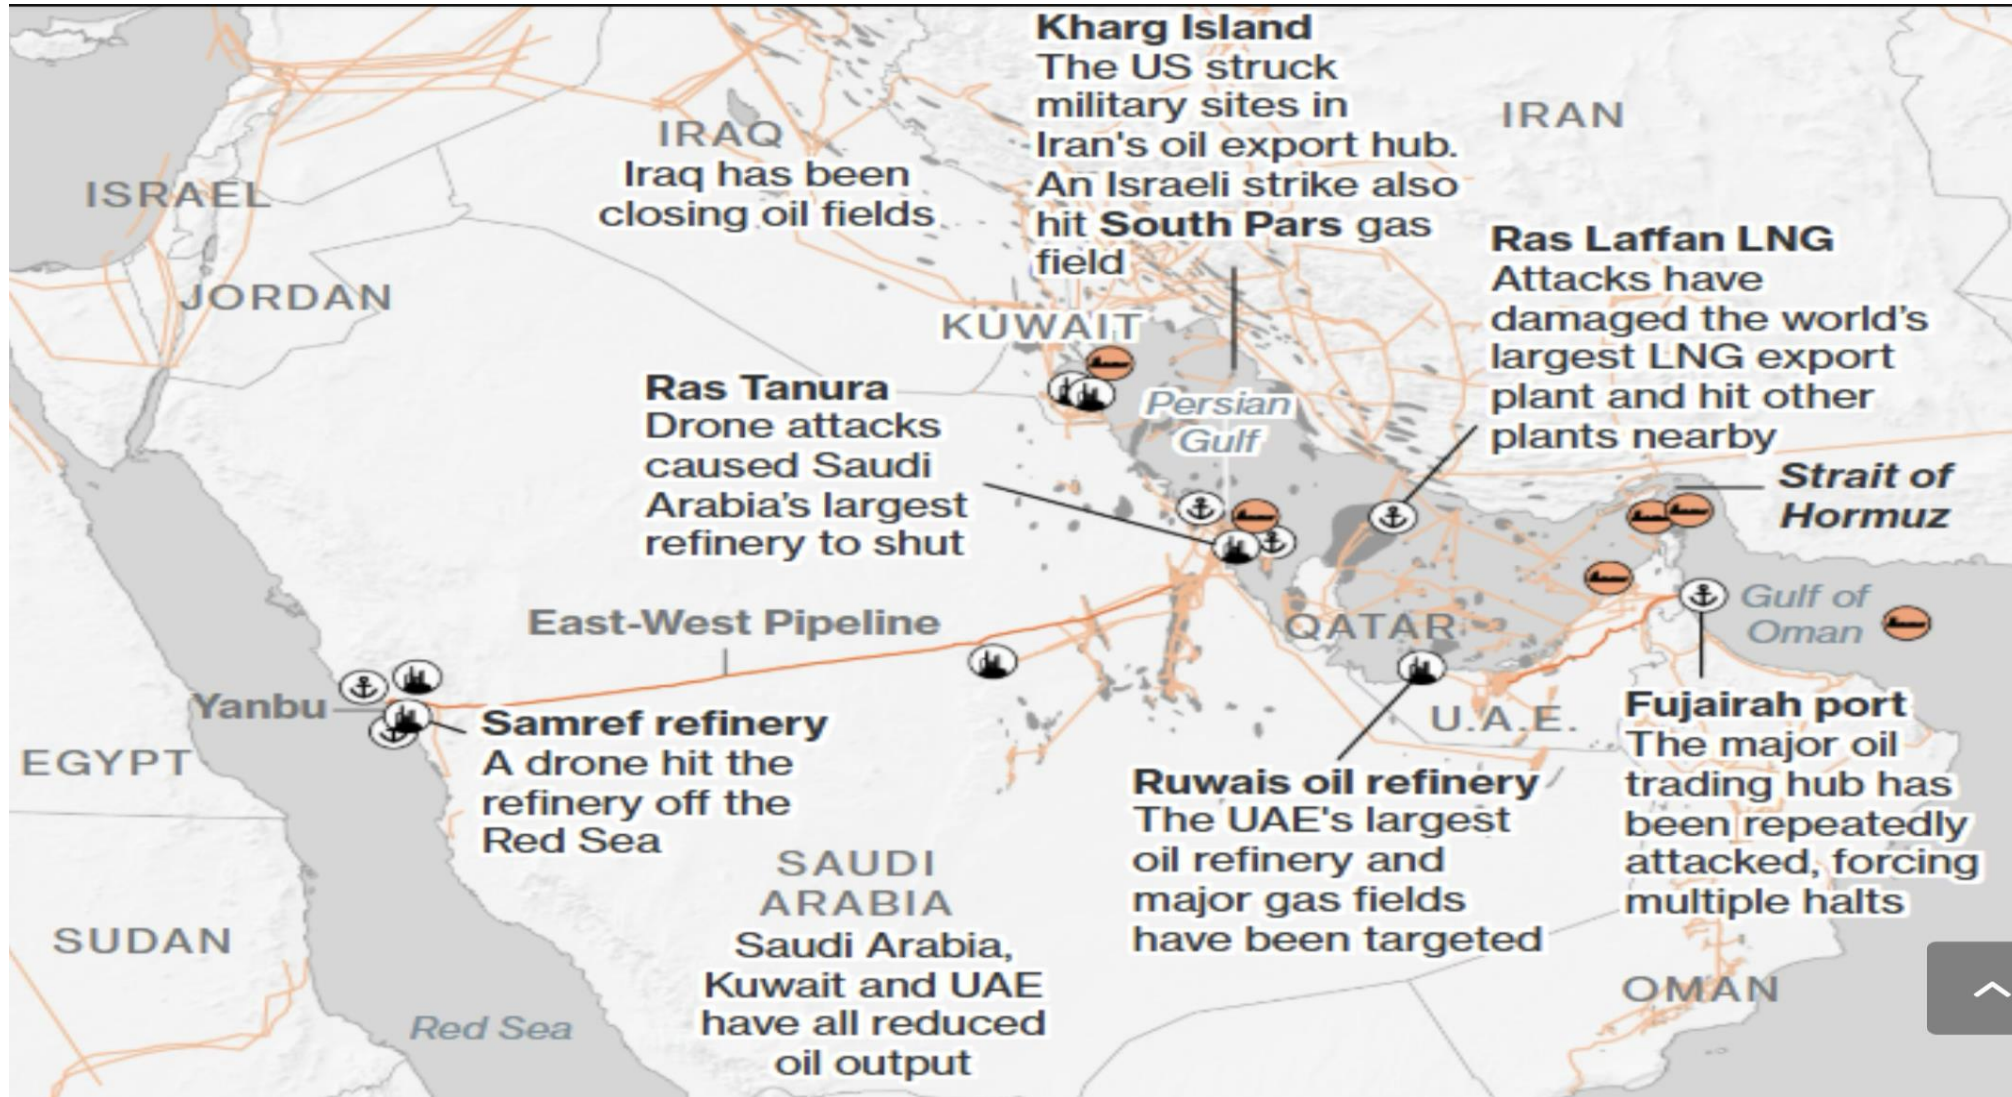 Kharg Island
The US struck
military sites in
Iran's oil export hub.
An Israeli strike also
hit South Pars gas
field
IRAN
IRAQ
Iraq has been
closing oil fields
ISRAEL
JORDAN
KUWAIT
Ras Laffan LNG
Attacks have
damaged the world's
largest LNG export
plant and hit other
plants nearby
Ras Tanura
Drone attacks
caused Saudi
Arabia's largest
refinery to shut
Persian
Gulf
Strait of
Hormuz
East-West Pipeline
QATAR
Gulf of
Oman
Yanbu
Samref refinery
A drone hit the
refinery off the
Red Sea
EGYPT
U.A.E.
Fujairah port
The major oil
trading hub has
been repeatedly
attacked, forcing
multiple halts
Ruwais oil refinery
The UAE's largest
oil refinery and
major gas fields
have been targeted
SAUDI
ARABIA
Saudi Arabia,
Kuwait and UAE
have all reduced
oil output
SUDAN
Red Sea
OMAN